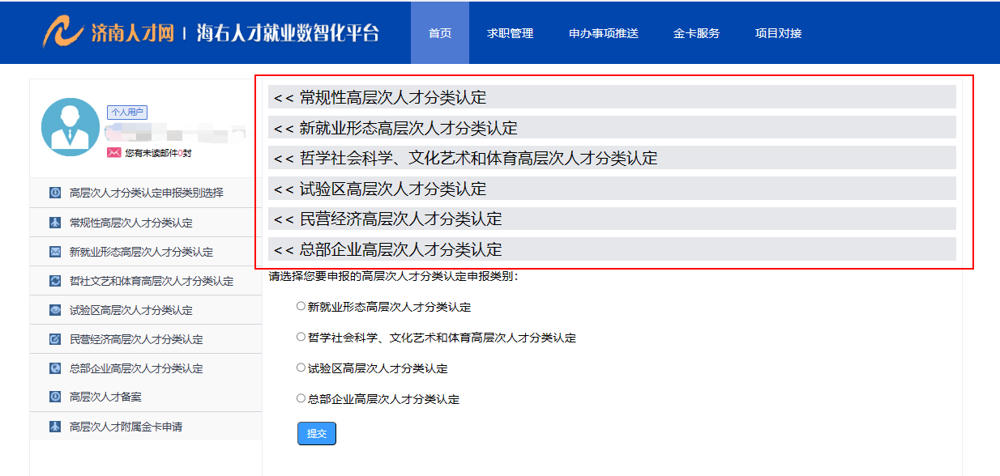 济南人才网 | 海右人才就业数智化平台
首页 求职管理 申办事项推送 金卡服务 项目对接
个人用户
您有未读邮件0封
高层次人才分类认定申报类别选择
常规性高层次人才分类认定
新就业形态高层次人才分类认定
哲社文艺和体育高层次人才分类认定
试验区高层次人才分类认定
民营经济高层次人才分类认定
总部企业高层次人才分类认定
高层次人才备案
高层次人才附属金卡申请
<< 常规性高层次人才分类认定
<< 新就业形态高层次人才分类认定
<< 哲学社会科学、文化艺术和体育高层次人才分类认定
<< 试验区高层次人才分类认定
<< 民营经济高层次人才分类认定
<< 总部企业高层次人才分类认定
请选择您要申报的高层次人才分类认定申报类别：
新就业形态高层次人才分类认定
哲学社会科学、文化艺术和体育高层次人才分类认定
试验区高层次人才分类认定
总部企业高层次人才分类认定
提交